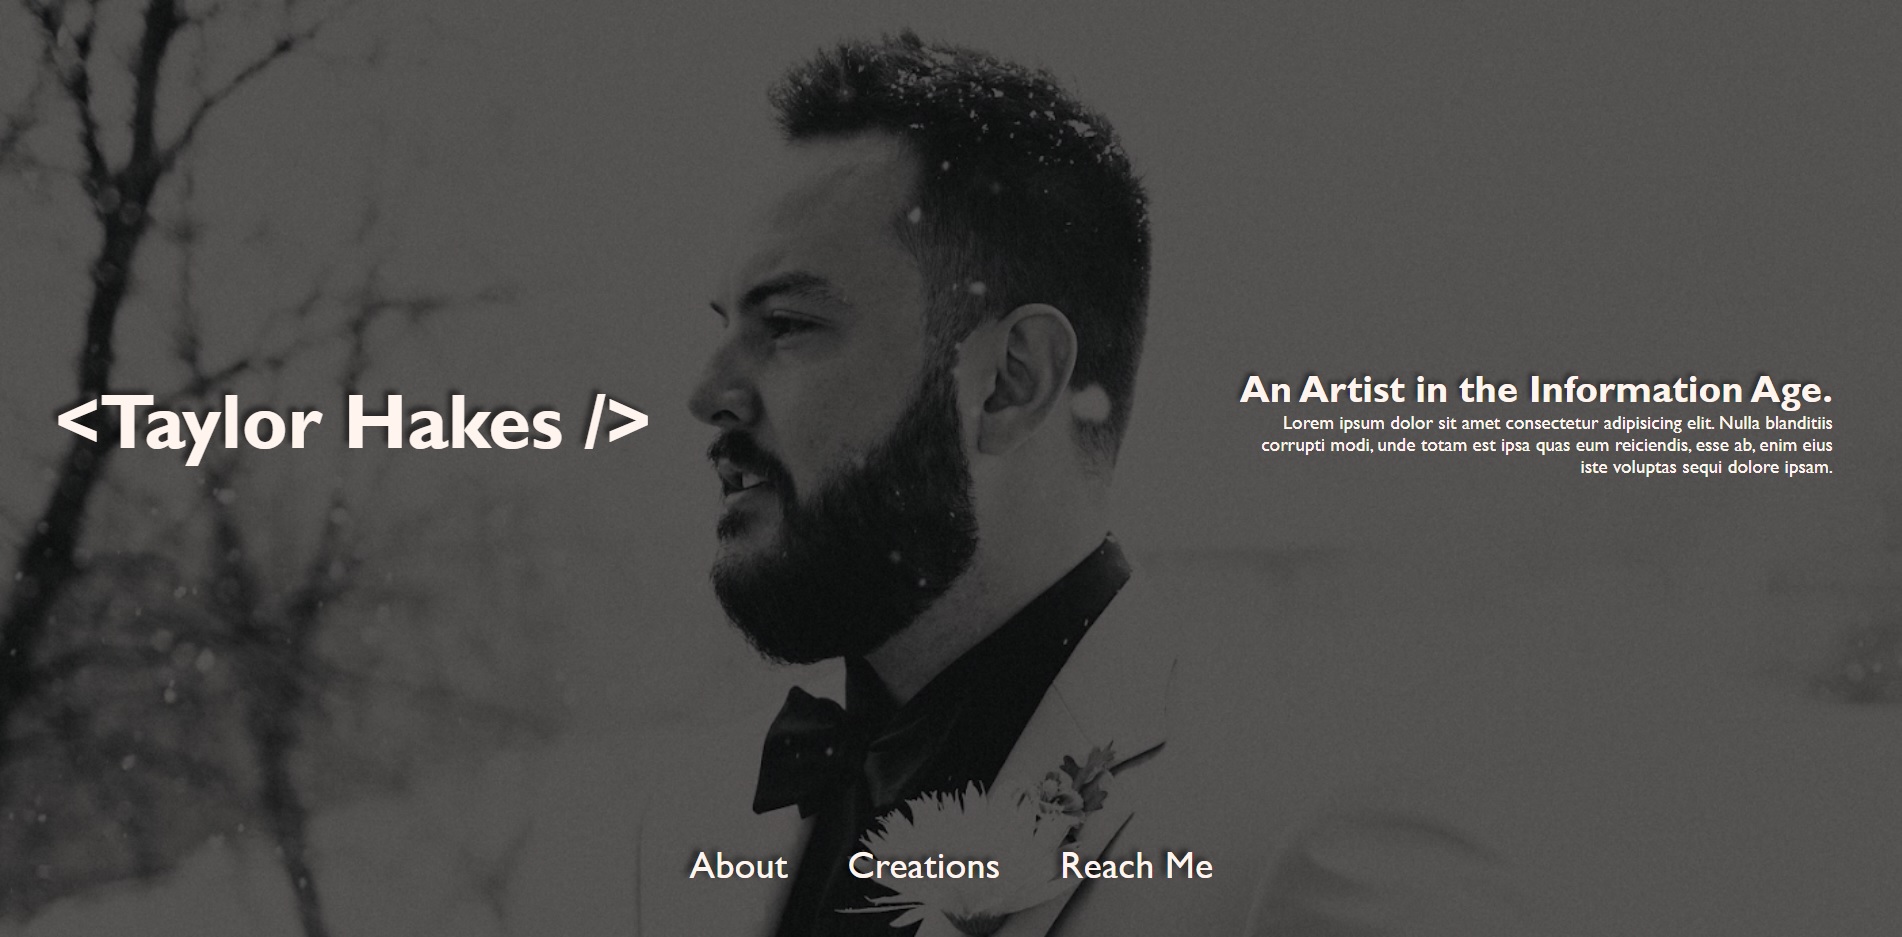 <Taylor Hakes />
An Artist in the Information Age.
Lorem ipsum dolor sit amet consectetur adipisicing elit. Nulla blanditiis
corrupti modi, unde totam est ipsa quas eum reiciendis, esse ab, enim eius
iste voluptas sequi dolore ipsam.
About Creations Reach Me